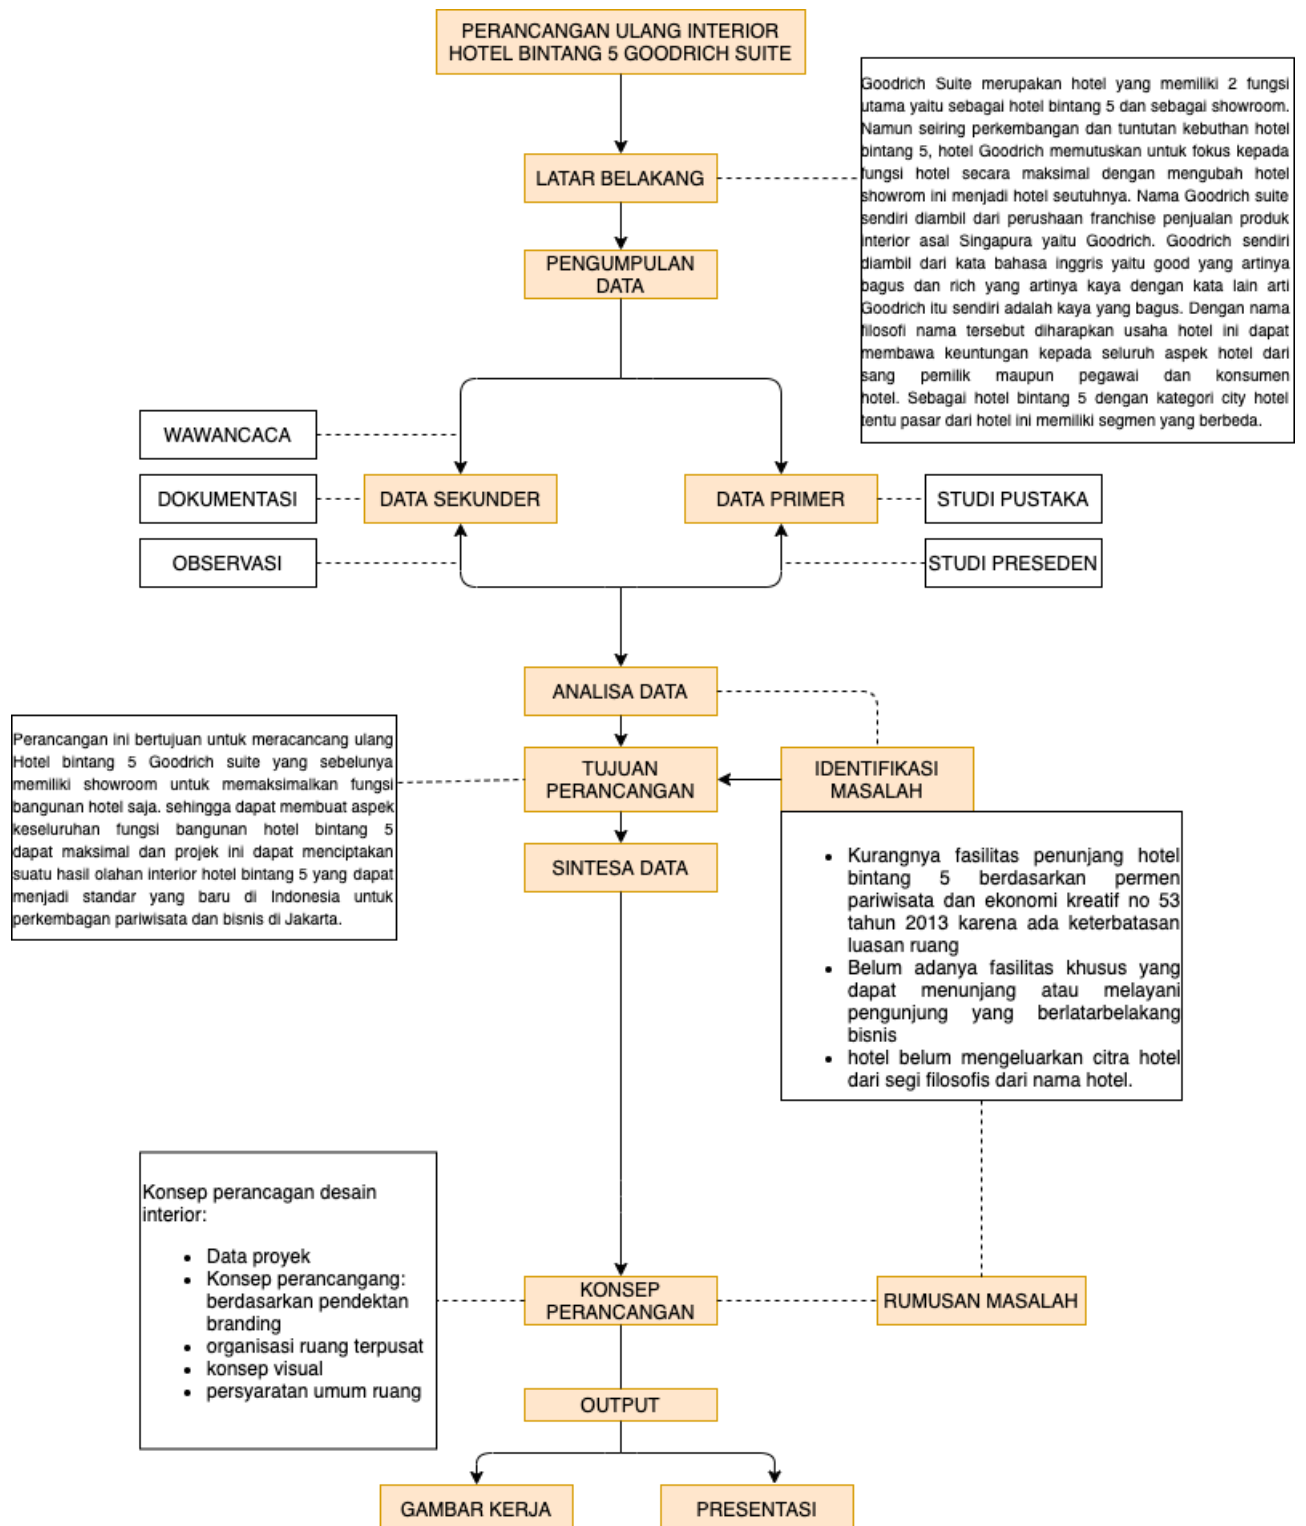 PERANCANGAN ULANG INTERIOR
HOTEL BINTANG 5 GOODRICH SUITE
Goodrich Suite merupakan hotel yang memiliki 2 fungsi
utama yaitu sebagai hotel bintang 5 dan sebagai showroom.
Namun seiring perkembangan dan tuntutan kebuthan hotel
bintang 5, hotel Goodrich memutuskan untuk fokus kepada
fungsi hotel secara maksimal dengan mengubah hotel
showrom ini menjadi hotel seutuhnya. Nama Goodrich suite
sendiri diambil dari perushaan franchise penjualan produk
interior asal Singapura yaitu Goodrich. Goodrich sendiri
diambil dari kata bahasa inggris yaitu good yang artinya
bagus dan rich yang artinya kaya dengan kata lain arti
Goodrich itu sendiri adalah kaya yang bagus. Dengan nama
filosofi nama tersebut diharapkan usaha hotel ini dapat
membawa keuntungan kepada seluruh aspek hotel dari
sang pemilik maupun pegawai dan konsumen
hotel. Sebagai hotel bintang 5 dengan kategori city hotel
tentu pasar dari hotel ini memiliki segmen yang berbeda.
LATAR BELAKANG
PENGUMPULAN
DATA
WAWANCACA
DOKUMENTASI
OBSERVASI
DATA SEKUNDER
DATA PRIMER
STUDI PUSTAKA
STUDI PRESEDEN
ANALISA DATA
Perancangan ini bertujuan untuk meracancang ulang
Hotel bintang 5 Goodrich suite yang sebelunya
memiliki showroom untuk memaksimalkan fungsi
bangunan hotel saja. sehingga dapat membuat aspek
keseluruhan fungsi bangunan hotel bintang 5
dapat maksimal dan projek ini dapat menciptakan
suatu hasil olahan interior hotel bintang 5 yang dapat
menjadi standar yang baru di Indonesia untuk
perkembagan pariwisata dan bisnis di Jakarta.
TUJUAN
PERANCANGAN
IDENTIFIKASI
MASALAH
SINTESA DATA
• Kurangnya fasilitas penunjang hotel
bintang 5 berdasarkan permen
pariwisata dan ekonomi kreatif no 53
tahun 2013 karena ada keterbatasan
luasan ruang
• Belum adanya fasilitas khusus yang
dapat menunjang atau melayani
pengunjung yang berlatarbelakang
bisnis
• hotel belum mengeluarkan citra hotel
dari segi filosofis dari nama hotel.
Konsep perancagan desain
interior:
• Data proyek
• Konsep perancangang:
berdasarkan pendektan
branding
• organisasi ruang terpusat
• konsep visual
• persyaratan umum ruang
KONSEP
PERANCANGAN
RUMUSAN MASALAH
OUTPUT
GAMBAR KERJA
PRESENTASI